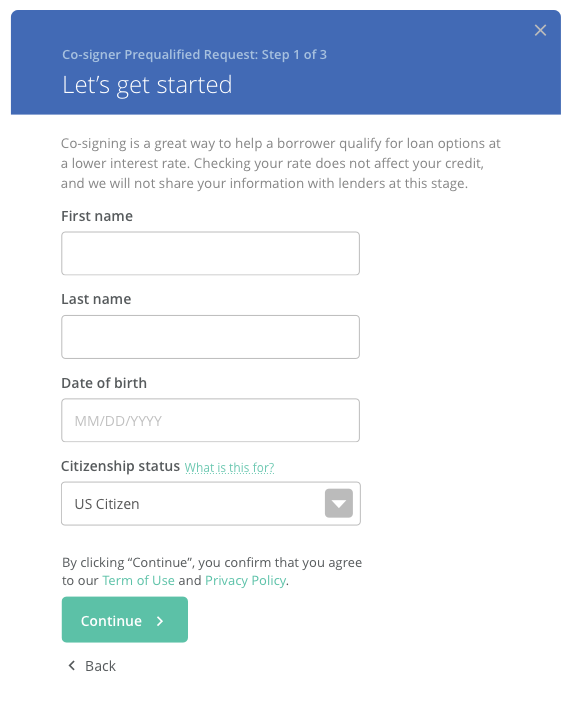 Co-signer Prequalified Request: Step 1 of 3
Let’s get started
Co-signing is a great way to help a borrower qualify for loan options at
a lower interest rate. Checking your rate does not affect your credit,
and we will not share your information with lenders at this stage.
First name
Last name
Date of birth
MM/DD/YYYY
Citizenship status What is this for?
US Citizen
By clicking “Continue”, you confirm that you agree
to our Term of Use and Privacy Policy.
Continue
Back